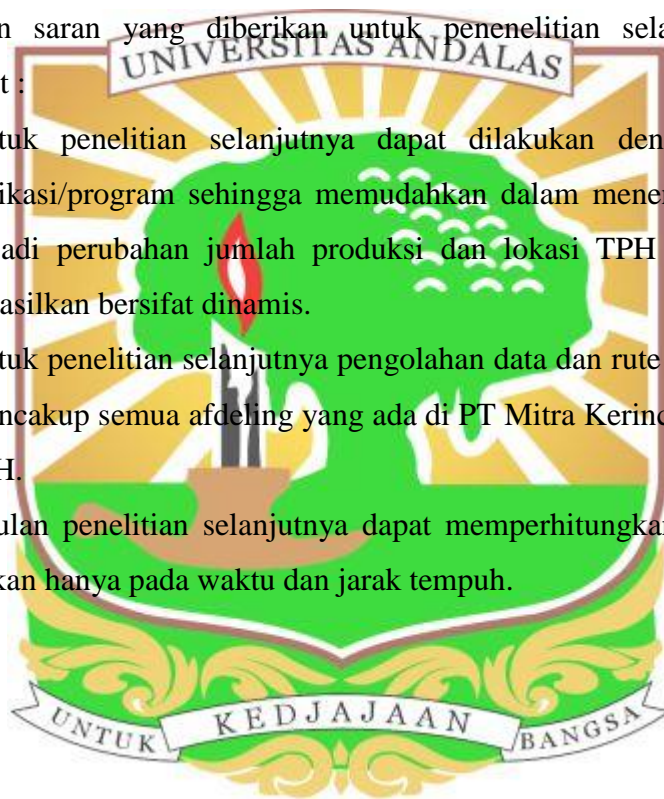 n saran yang diberikan untuk penenelitian sela
UNIVERSITAS ANDALAS
t :
tuk penelitian selanjutnya dapat dilakukan den
ikasi/program sehingga memudahkan dalam mene
jadi perubahan jumlah produksi dan lokasi TPH
asilkan bersifat dinamis.
tuk penelitian selanjutnya pengolahan data dan rute
ncakup semua afdeling yang ada di PT Mitra Kerinc
H.
ulan penelitian selanjutnya dapat memperhitungkan
kan hanya pada waktu dan jarak tempuh.
UNTUK KEDJAJAAN BANGSA